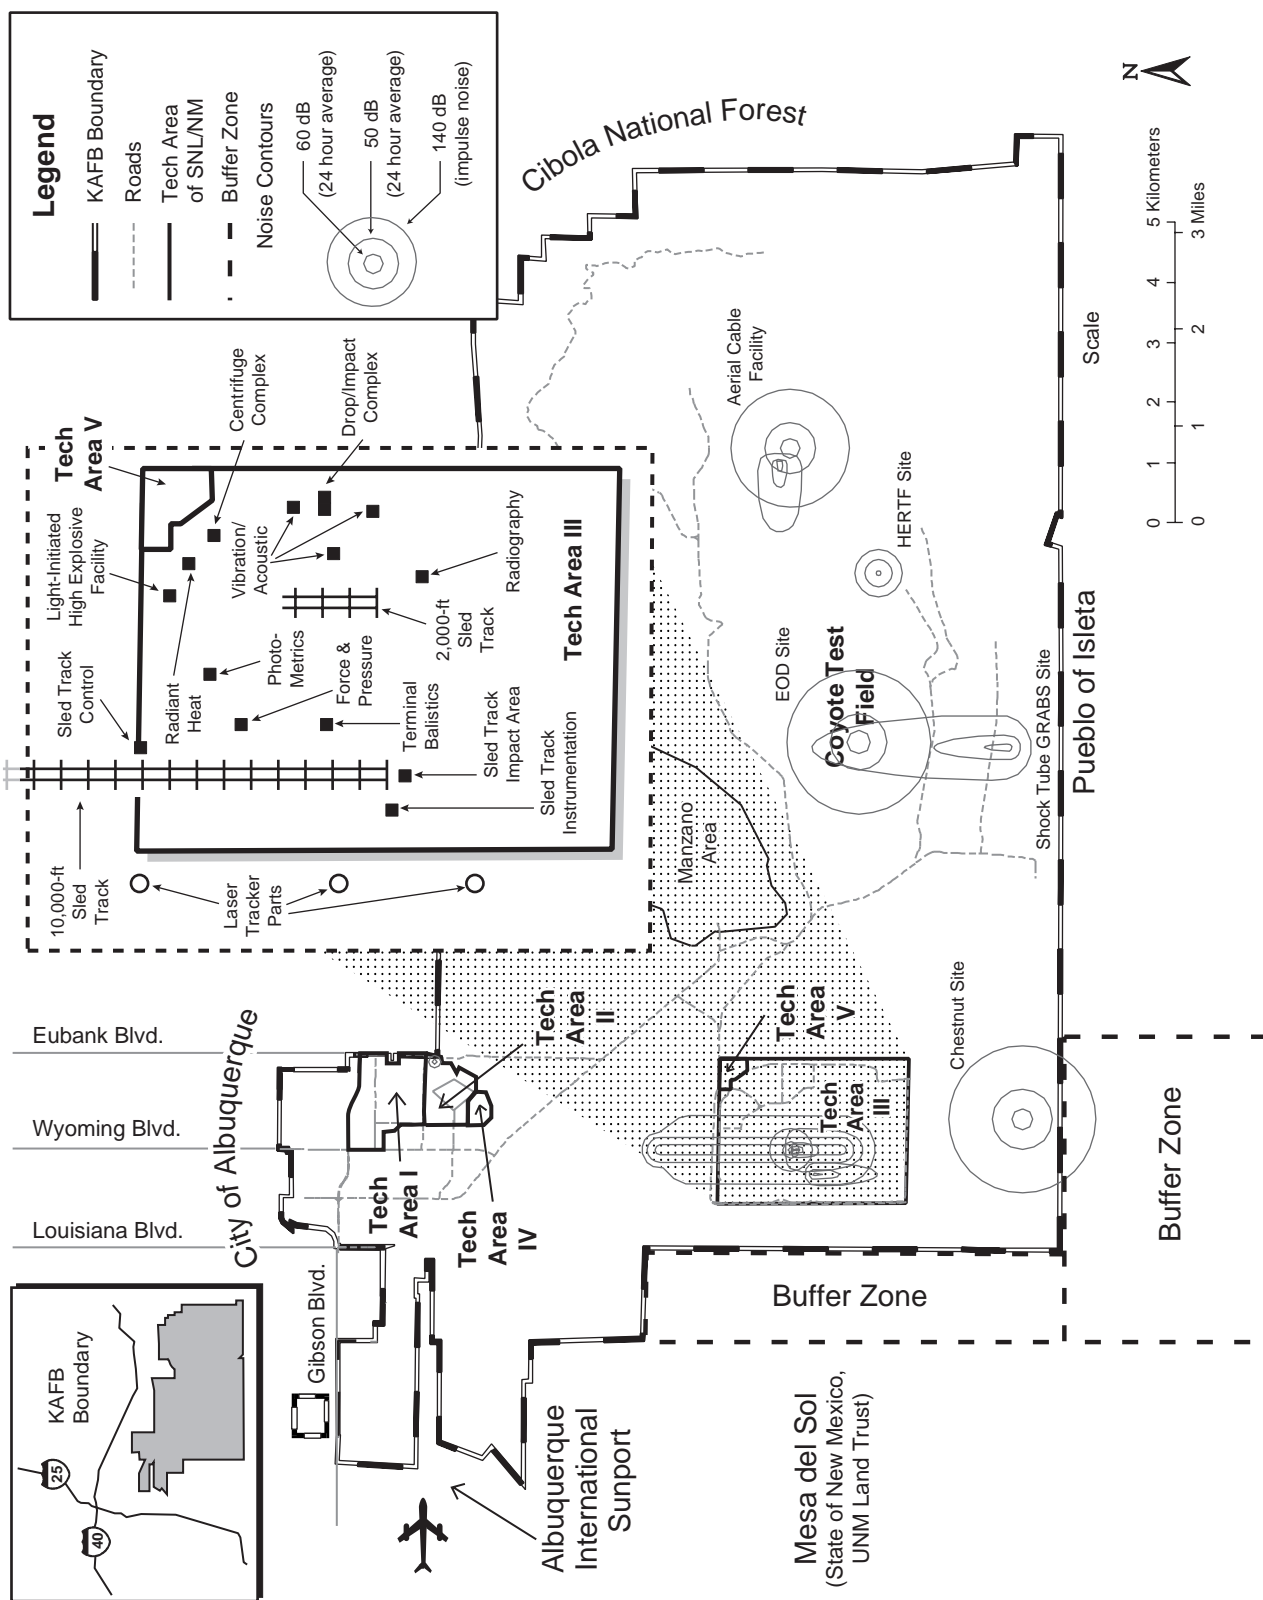 Legend
KAFB Boundary
Roads
Tech Area
of SNL/NM
Buffer Zone
Noise Contours
60 dB
(24 hour average)
50 dB
(24 hour average)
140 dB
(impulse noise)
N
Cibola National Forest
5 Kilometers
3 Miles
0
1
2
3
4
0
1
2
Scale
Tech
Area V
Centrifuge
Complex
Drop/Impact
Complex
Light-Initiated
High Explosive
Facility
Vibration/
Acoustic
Radiography
Sled Track
Control
Radiant
Heat
Photo-
Metrics
Force &
Pressure
2,000-ft
Sled
Track
Tech Area III
Terminal
Balistics
Sled Track
Impact Area
Sled Track
Instrumentation
10,000-ft
Sled
Track
Laser
Tracker
Parts
Aerial Cable
Facility
HERTF Site
EOD Site
Coyote Test
Field
Shock Tube GRABS Site
Pueblo of Isleta
Manzano
Area
Chestnut Site
Eubank Blvd.
Wyoming Blvd.
Louisiana Blvd.
Gibson Blvd.
City of Albuquerque
Tech
Area
II
Tech
Area I
Tech
Area
IV
Tech
Area
V
Tech
Area
III
Buffer Zone
Buffer Zone
KAFB
Boundary
25
40
Albuquerque
International
Sunport
Mesa del Sol
(State of New Mexico,
UNM Land Trust)